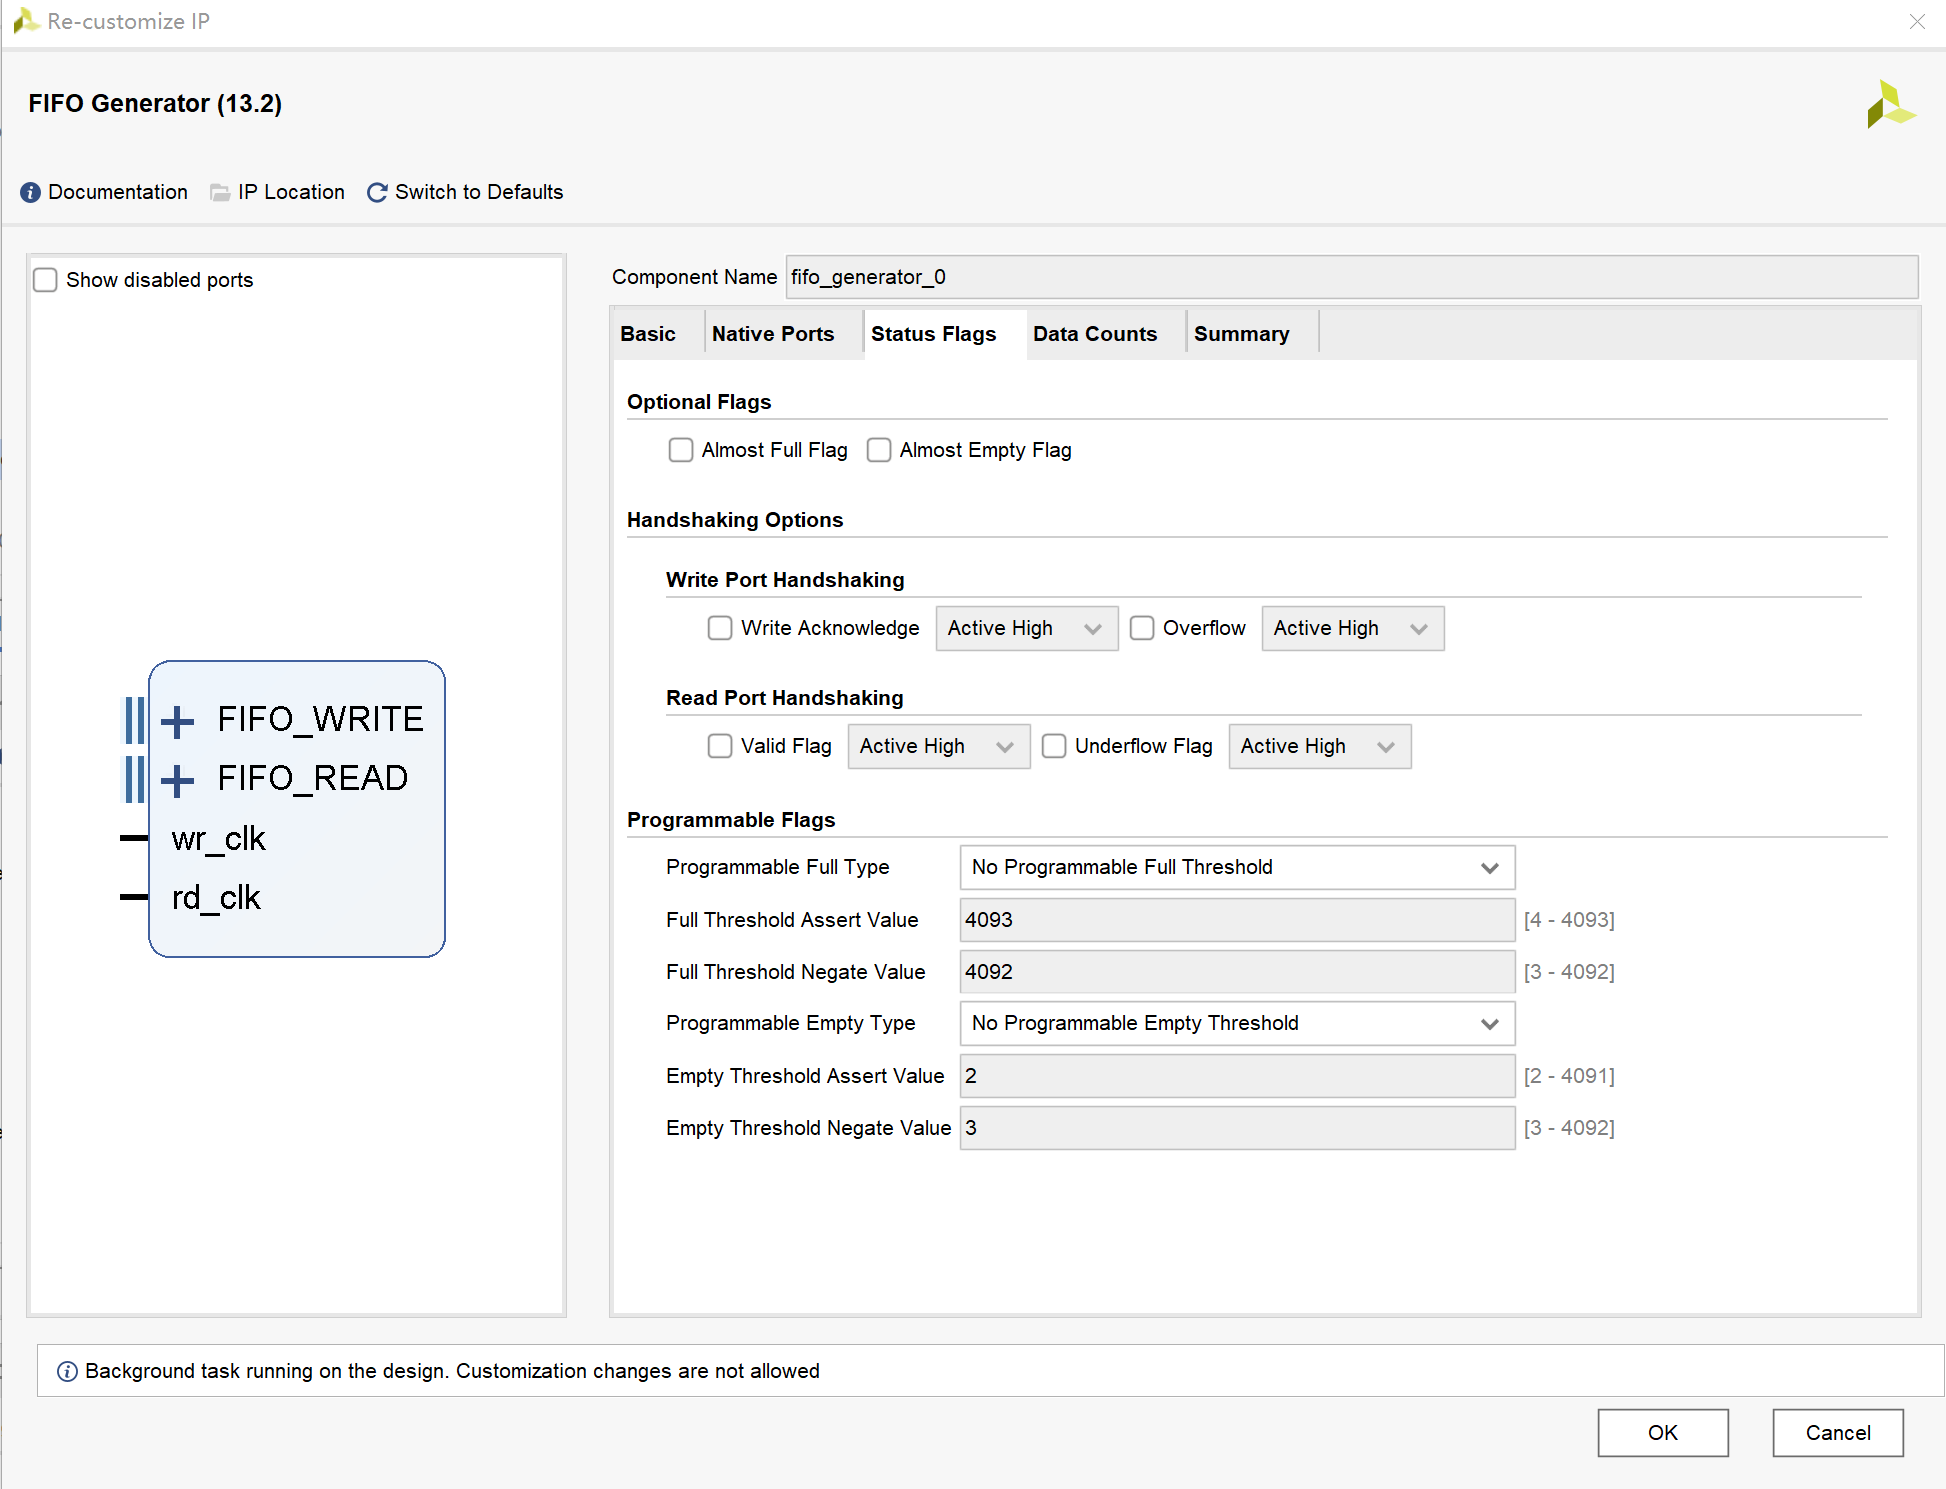 Re-customize IP
FIFO Generator (13.2)
Documentation IP Location Switch to Defaults
Show disabled ports
FIFO_WRITE
FIFO_READ
wr_clk
rd_clk
Component Name fifo_generator_0
Basic Native Ports Status Flags Data Counts Summary
Optional Flags
Almost Full Flag Almost Empty Flag
Handshaking Options
Write Port Handshaking
Write Acknowledge Active High Overflow Active High
Read Port Handshaking
Valid Flag Active High Underflow Flag Active High
Programmable Flags
Programmable Full Type No Programmable Full Threshold
Full Threshold Assert Value 4093 [4 - 4093]
Full Threshold Negate Value 4092 [3 - 4092]
Programmable Empty Type No Programmable Empty Threshold
Empty Threshold Assert Value 2 [2 - 4091]
Empty Threshold Negate Value 3 [3 - 4092]
Background task running on the design. Customization changes are not allowed
OK Cancel